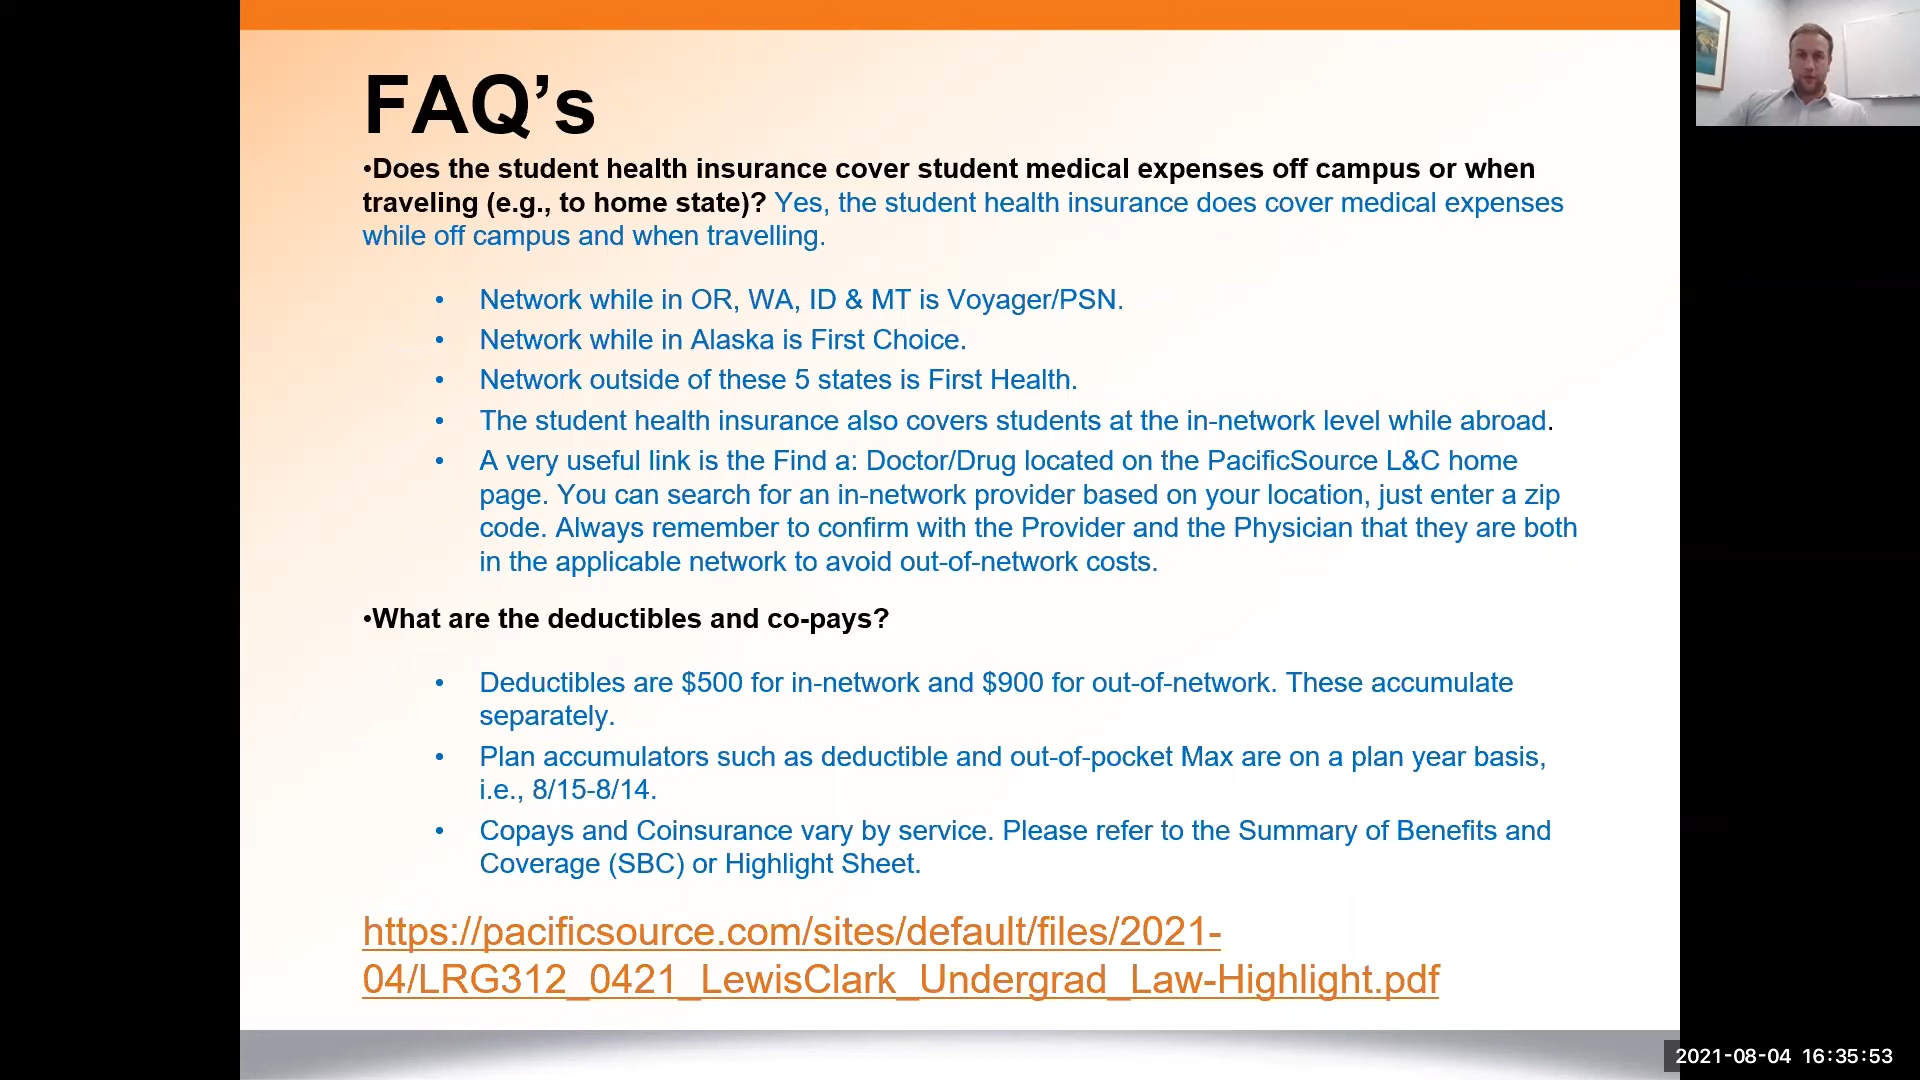 FAQ’s
•Does the student health insurance cover student medical expenses off campus or when
traveling (e.g., to home state)? Yes, the student health insurance does cover medical expenses
while off campus and when travelling.
• Network while in OR, WA, ID & MT is Voyager/PSN.
• Network while in Alaska is First Choice.
• Network outside of these 5 states is First Health.
• The student health insurance also covers students at the in-network level while abroad.
• A very useful link is the Find a: Doctor/Drug located on the PacificSource L&C home
page. You can search for an in-network provider based on your location, just enter a zip
code. Always remember to confirm with the Provider and the Physician that they are both
in the applicable network to avoid out-of-network costs.
•What are the deductibles and co-pays?
• Deductibles are $500 for in-network and $900 for out-of-network. These accumulate
separately.
• Plan accumulators such as deductible and out-of-pocket Max are on a plan year basis,
i.e., 8/15-8/14.
• Copays and Coinsurance vary by service. Please refer to the Summary of Benefits and
Coverage (SBC) or Highlight Sheet.
https://pacificsource.com/sites/default/files/2021-
04/LRG312_0421_LewisClark_Undergrad_Law-Highlight.pdf
2021-08-04 16:35:53